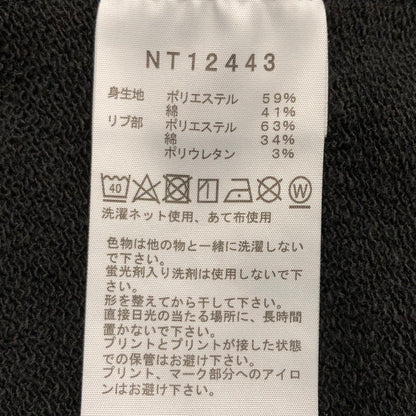 NT12443
身生地 ポリエステル 59%
綿 41%
リブ部 ポリエステル 63%
綿 34%
ポリウレタン 3%
40 W
洗濯ネット使用、あて布使用
色物は他の物と一緒に洗濯しない
で下さい。
蛍光剤入り洗剤は使用しないで下
さい。
形を整えてから干して下さい。
直接日光の当たる場所に、長時間
置かないで下さい。
プリントとプリントが接した状態
での保管はお避け下さい。
プリント、マーク部分へのアイロ
ンはお避け下さい。